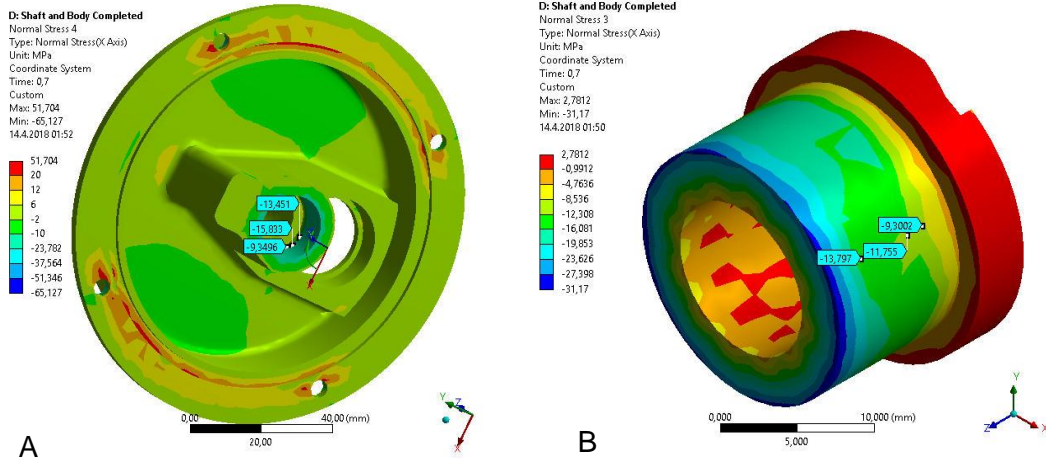 D: Shaft and Body Completed
Normal Stress 4
Type: Normal Stress(X Axis)
Unit: MPa
Coordinate System
Time: 0,7
Custom
Max: 51,704
Min: -65,127
14.4.2018 01:52
51,704
20
12
6
-2
-10
-23,782
-37,564
-51,346
-65,127
-13,451
-15,833
-9,3496
Y
X
0,00
40,00 (mm)
20,00
Y
Z
X
A
D: Shaft and Body Completed
Normal Stress 3
Type: Normal Stress(X Axis)
Unit: MPa
Coordinate System
Time: 0,7
Custom
Max: 2,7812
Min: -31,17
14.4.2018 01:50
2,7812
-0,9912
-4,7636
-8,536
-12,308
-16,081
-19,853
-23,626
-27,398
-31,17
-9,3002
-13,797
-11,755
0,000
10,000 (mm)
5,000
Y
Z
X
B